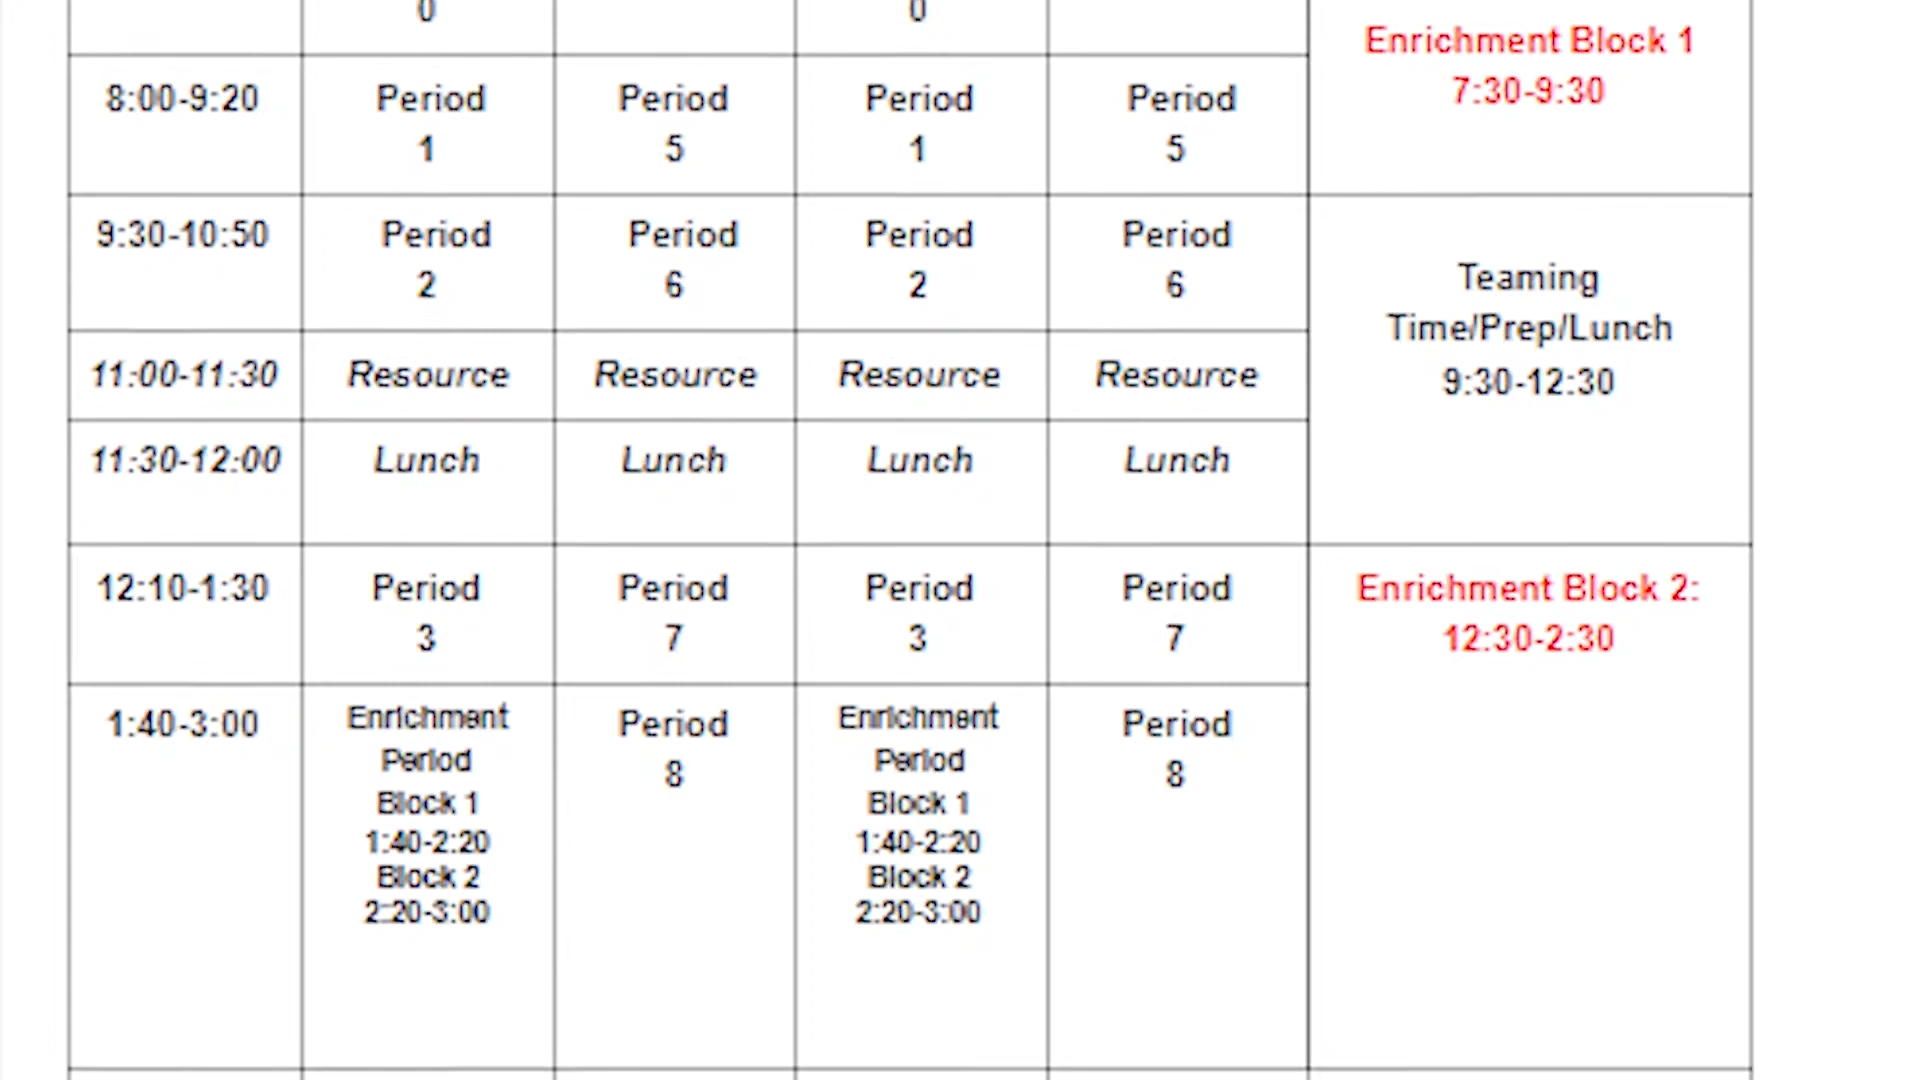 0 0
Enrichment Block 1
7:30-9:30
8:00-9:20 Period Period Period Period
1 5 1 5
9:30-10:50 Period Period Period Period
2 6 2 6
Teaming
Time/Prep/Lunch
9:30-12:30
11:00-11:30 Resource Resource Resource Resource
11:30-12:00 Lunch Lunch Lunch Lunch
12:10-1:30 Period Period Period Period
3 7 3 7
Enrichment Block 2:
12:30-2:30
1:40-3:00 Enrichment Period Enrichment Period
Period 8 Period 8
Block 1 Block 1
1:40-2:20 1:40-2:20
Block 2 Block 2
2:20-3:00 2:20-3:00